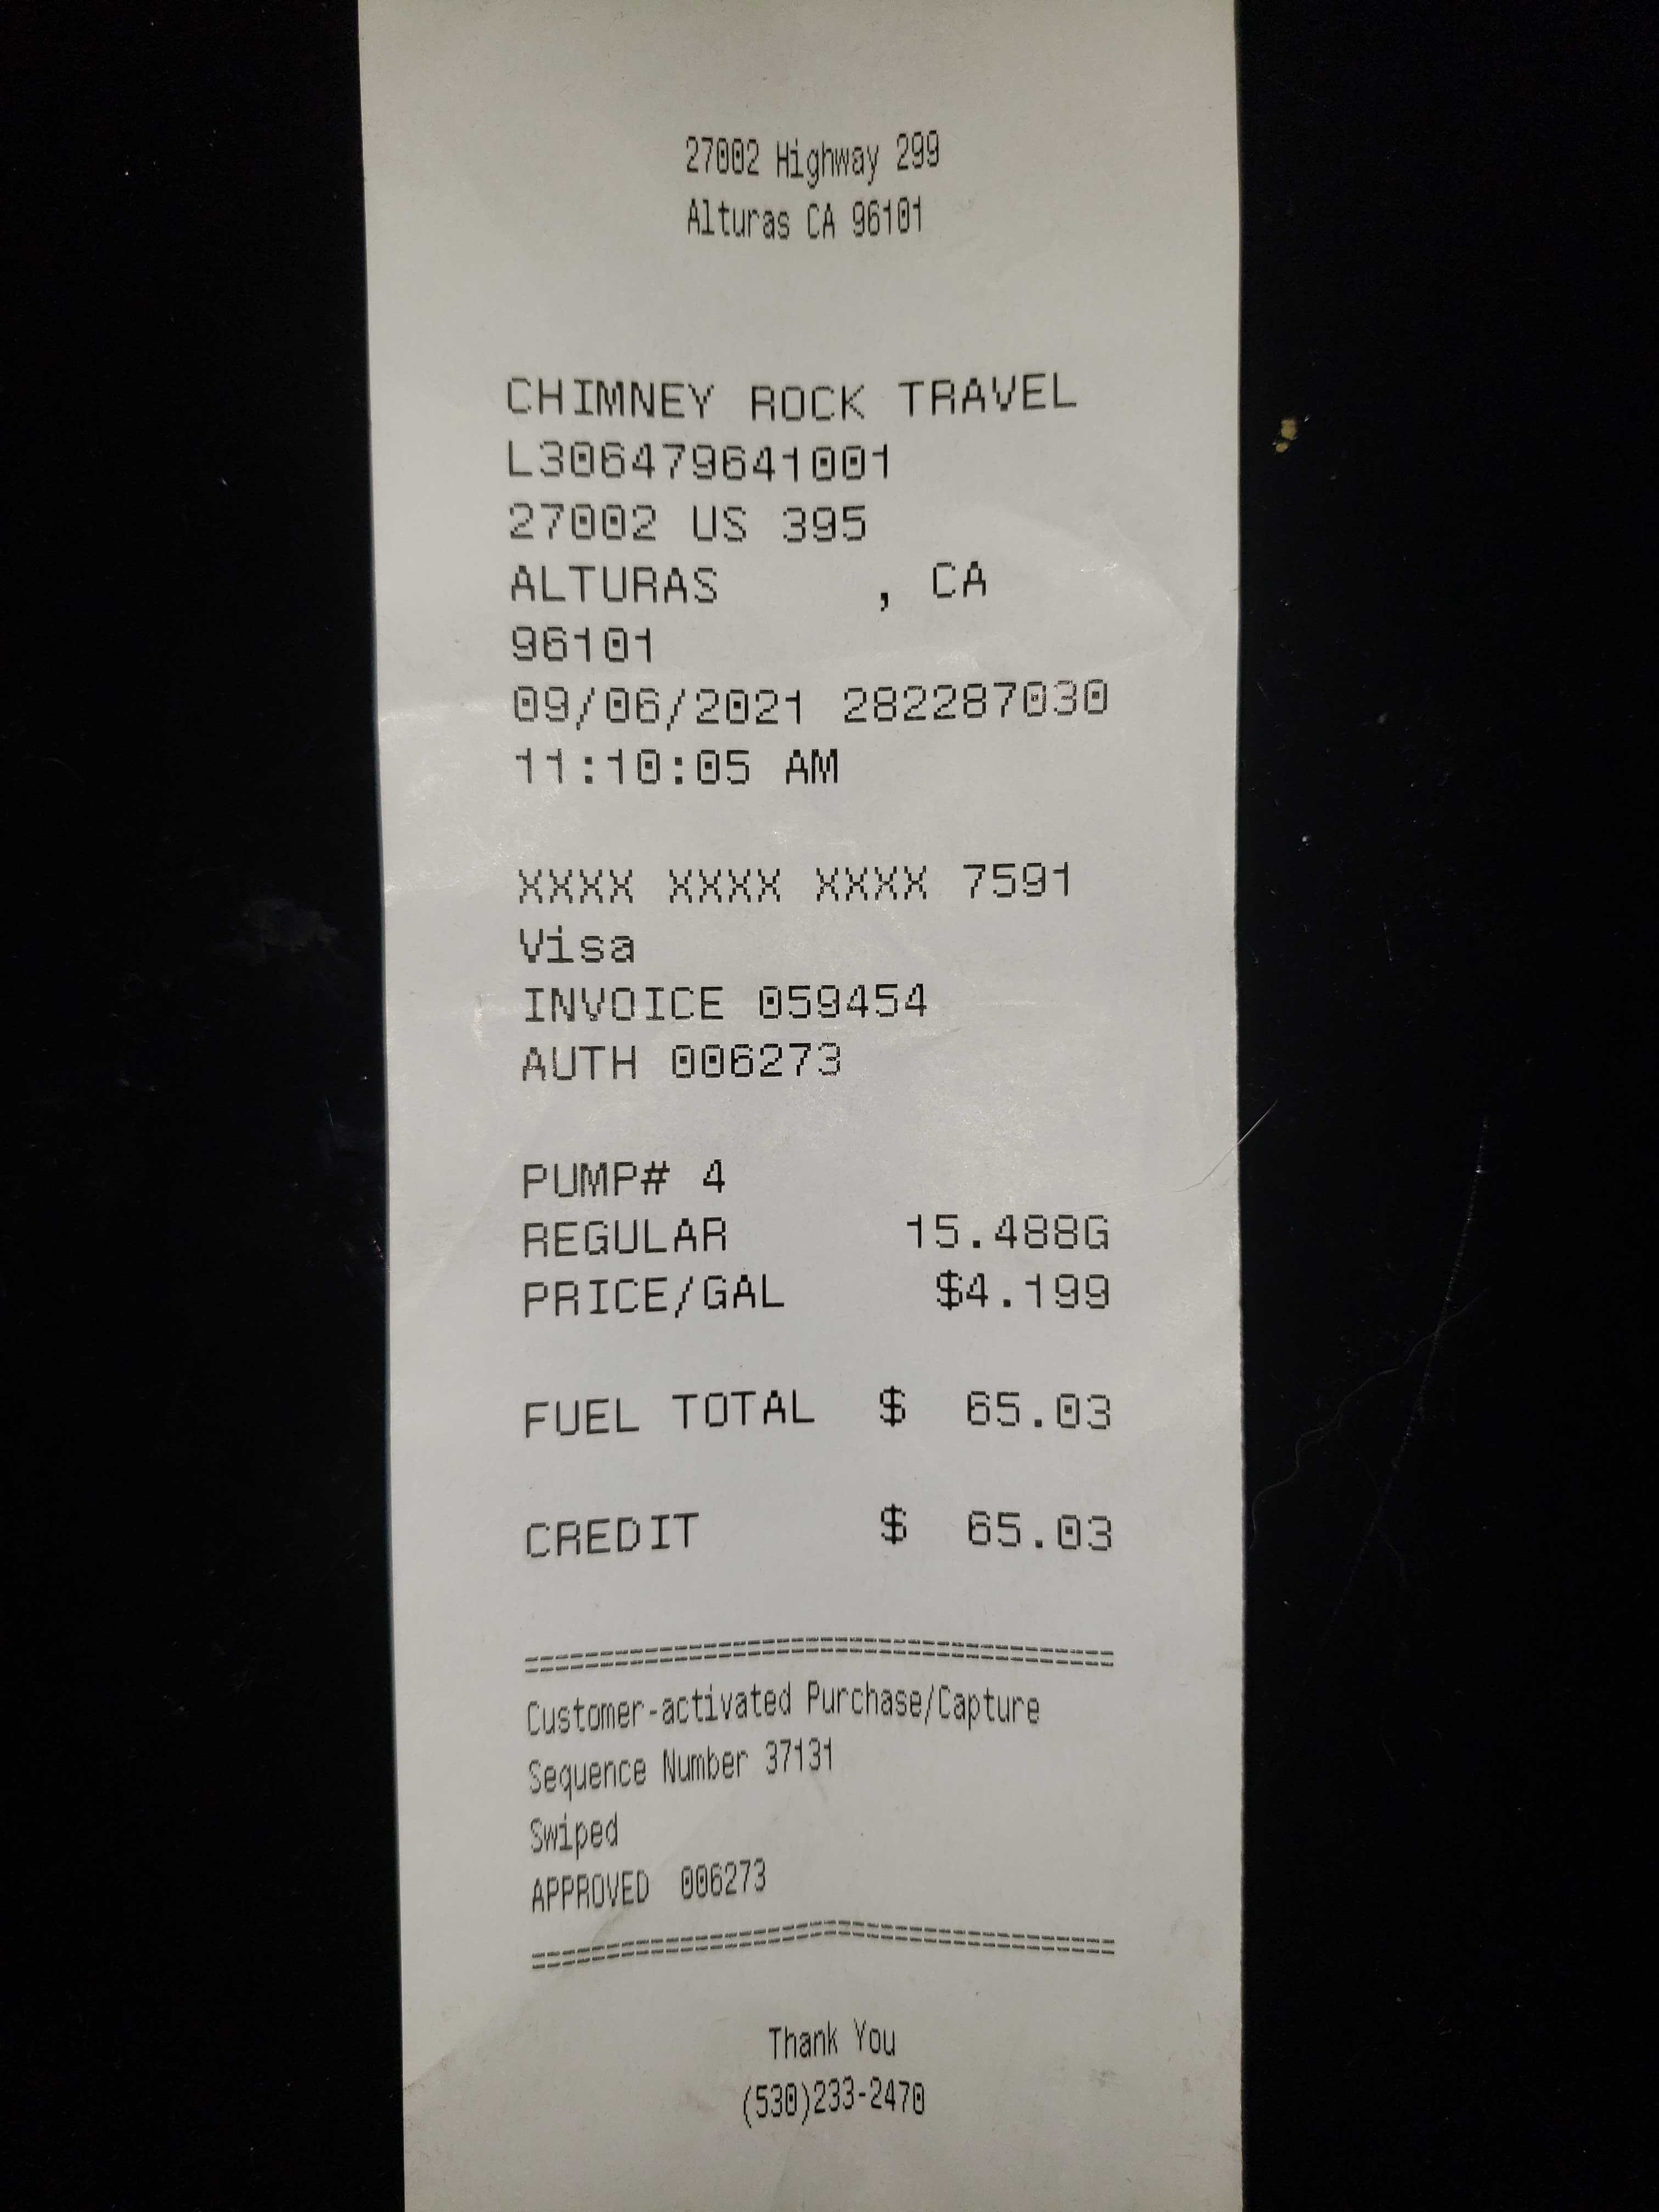 27002 Highway 299
Alturas CA 96101
CHIMNEY ROCK TRAVEL
L306479641001
27002 US 395
ALTURAS , CA
96101
09/06/2021 282287030
11:10:05 AM
XXXX XXXX XXXX 7591
Visa
INVOICE 059454
AUTH 006273
PUMP# 4
REGULAR 15.488G
PRICE/GAL $4.199
FUEL TOTAL $ 65.03
CREDIT $ 65.03
=======================================
Customer-activated Purchase/Capture
Sequence Number 37131
Swiped
APPROVED 006273
=======================================
Thank You
(530)233-2470